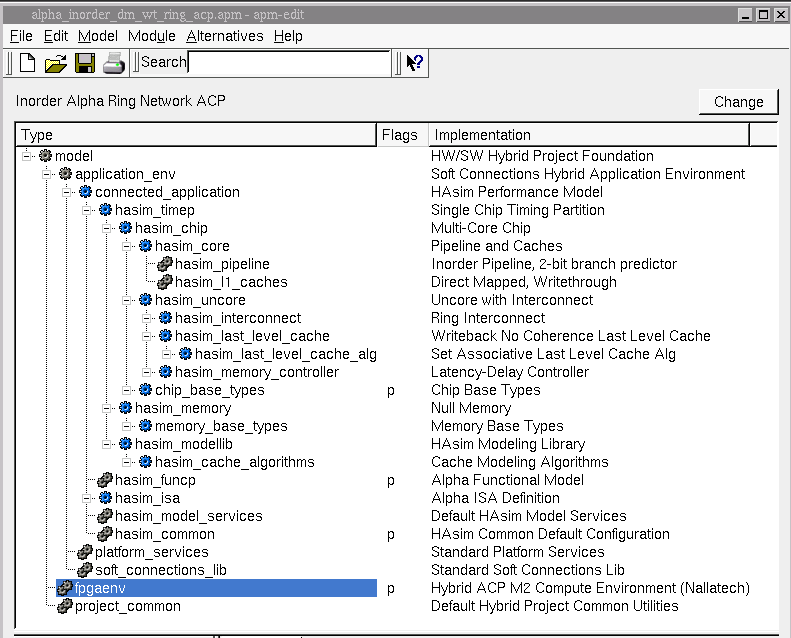 alpha_inorder_dm_wt_ring_acp.apm - apm-edit
File Edit Model Module Alternatives Help
Search
Inorder Alpha Ring Network ACP
Change
Type Flags Implementation
model HW/SW Hybrid Project Foundation
application_env Soft Connections Hybrid Application Environment
connected_application HAsim Performance Model
hasim_timep Single Chip Timing Partition
hasim_chip Multi-Core Chip
hasim_core Pipeline and Caches
hasim_pipeline Inorder Pipeline, 2-bit branch predictor
hasim_l1_caches Direct Mapped, Writethrough
hasim_uncore Uncore with Interconnect
hasim_interconnect Ring Interconnect
hasim_last_level_cache Writeback No Coherence Last Level Cache
hasim_last_level_cache_alg Set Associative Last Level Cache Alg
hasim_memory_controller Latency-Delay Controller
chip_base_types p Chip Base Types
hasim_memory Null Memory
memory_base_types Memory Base Types
hasim_modellib HAsim Modeling Library
hasim_cache_algorithms Cache Modeling Algorithms
hasim_funcp p Alpha Functional Model
hasim_isa Alpha ISA Definition
hasim_model_services Default HAsim Model Services
hasim_common p HAsim Common Default Configuration
platform_services Standard Platform Services
soft_connections_lib Standard Soft Connections Lib
fpgaenv p Hybrid ACP M2 Compute Environment (Nallatech)
project_common Default Hybrid Project Common Utilities